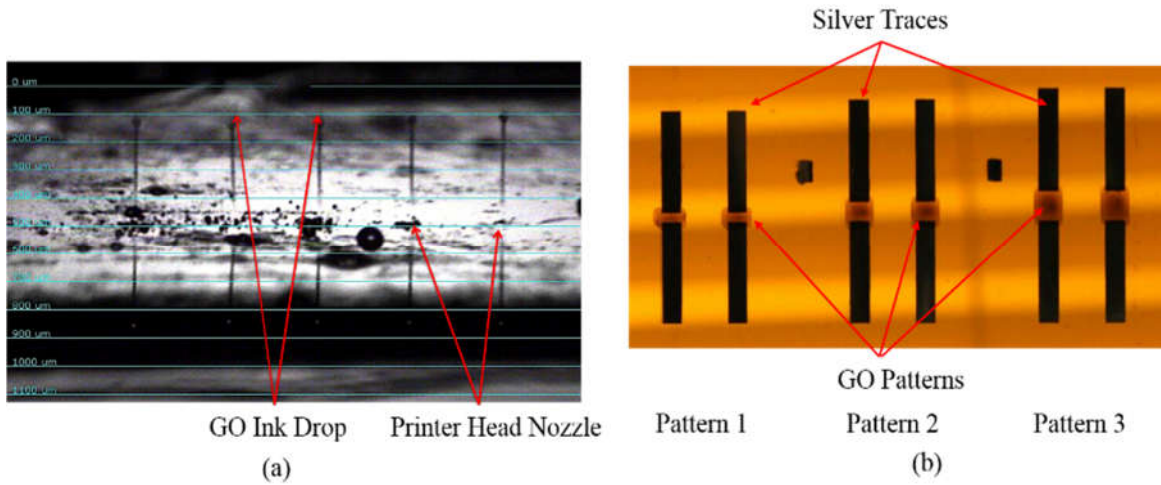 Silver Traces
0 um
100 um
200 um
300 um
800 um
900 um
1000 um
1100 um
GO Ink Drop
Printer Head Nozzle
(a)
GO Patterns
Pattern 1
Pattern 2
Pattern 3
(b)